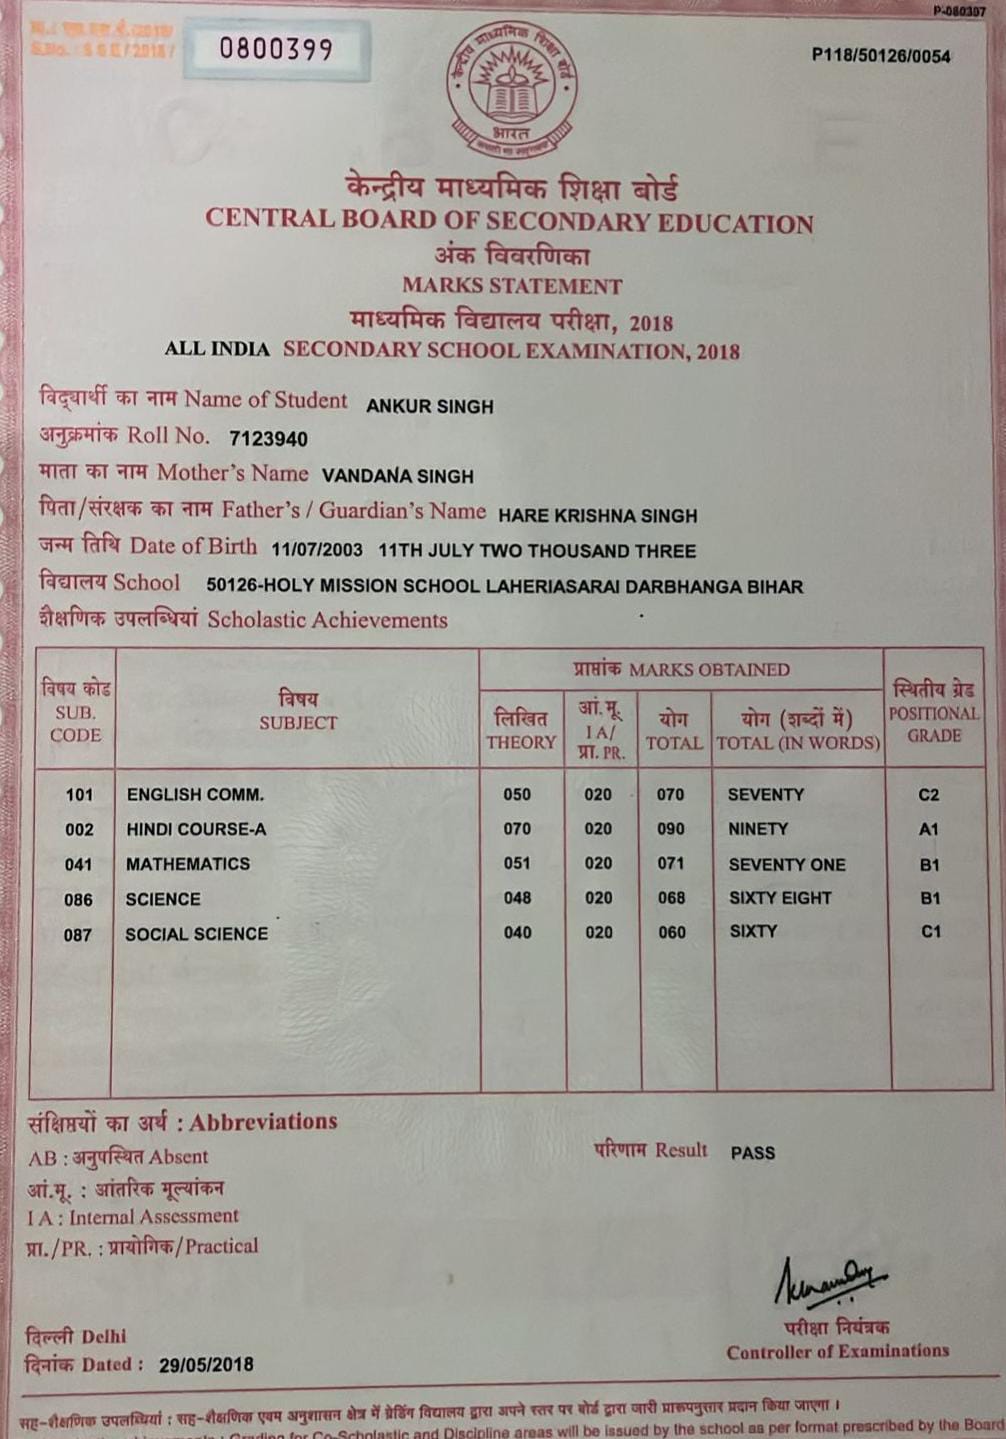 P-080307
S.No. : SSE/2018/
0800399
P118/50126/0054
केन्द्रीय माध्यमिक शिक्षा बोर्ड
भारत
केन्द्रीय माध्यमिक शिक्षा बोर्ड
CENTRAL BOARD OF SECONDARY EDUCATION
अंक विवरणिका
MARKS STATEMENT
माध्यमिक विद्यालय परीक्षा, 2018
ALL INDIA SECONDARY SCHOOL EXAMINATION, 2018
विद्यार्थी का नाम Name of Student ANKUR SINGH
अनुक्रमांक Roll No. 7123940
माता का नाम Mother's Name VANDANA SINGH
पिता/संरक्षक का नाम Father's / Guardian's Name HARE KRISHNA SINGH
जन्म तिथि Date of Birth 11/07/2003 11TH JULY TWO THOUSAND THREE
विद्यालय School 50126-HOLY MISSION SCHOOL LAHERIASARAI DARBHANGA BIHAR
शैक्षणिक उपलब्धियां Scholastic Achievements
विषय कोड SUB. CODE विषय SUBJECT प्राप्तांक MARKS OBTAINED स्थितीय ग्रेड POSITIONAL GRADE
लिखित THEORY आं.मू. I A/ प्रा. PR. योग TOTAL योग (शब्दों में) TOTAL (IN WORDS)
101 ENGLISH COMM. 050 020 070 SEVENTY C2
002 HINDI COURSE-A 070 020 090 NINETY A1
041 MATHEMATICS 051 020 071 SEVENTY ONE B1
086 SCIENCE 048 020 068 SIXTY EIGHT B1
087 SOCIAL SCIENCE 040 020 060 SIXTY C1
संक्षिप्तियों का अर्थ : Abbreviations
AB : अनुपस्थित Absent
परिणाम Result PASS
आं.मू. : आंतरिक मूल्यांकन
I A : Internal Assessment
प्रा./PR. : प्रायोगिक/Practical
दिल्ली Delhi
दिनांक Dated : 29/05/2018
परीक्षा नियंत्रक
Controller of Examinations
सह-शैक्षणिक उपलब्धियां : सह-शैक्षणिक एवम अनुशासन क्षेत्र में ग्रेडिंग विद्यालय द्वारा अपने स्तर पर बोर्ड द्वारा जारी प्रारूपनुसार प्रदान किया जाएगा ।
Grading for Co-Scholastic and Discipline areas will be issued by the school as per format prescribed by the Board